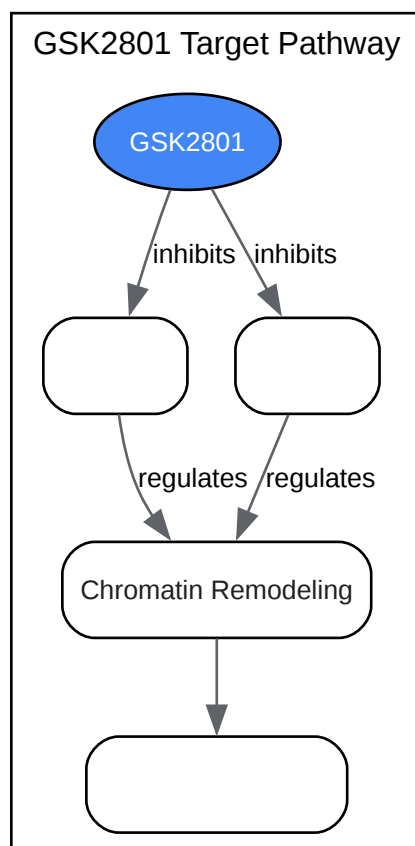 GSK2801 Target Pathway
GSK2801
inhibits
inhibits
regulates
regulates
Chromatin Remodeling